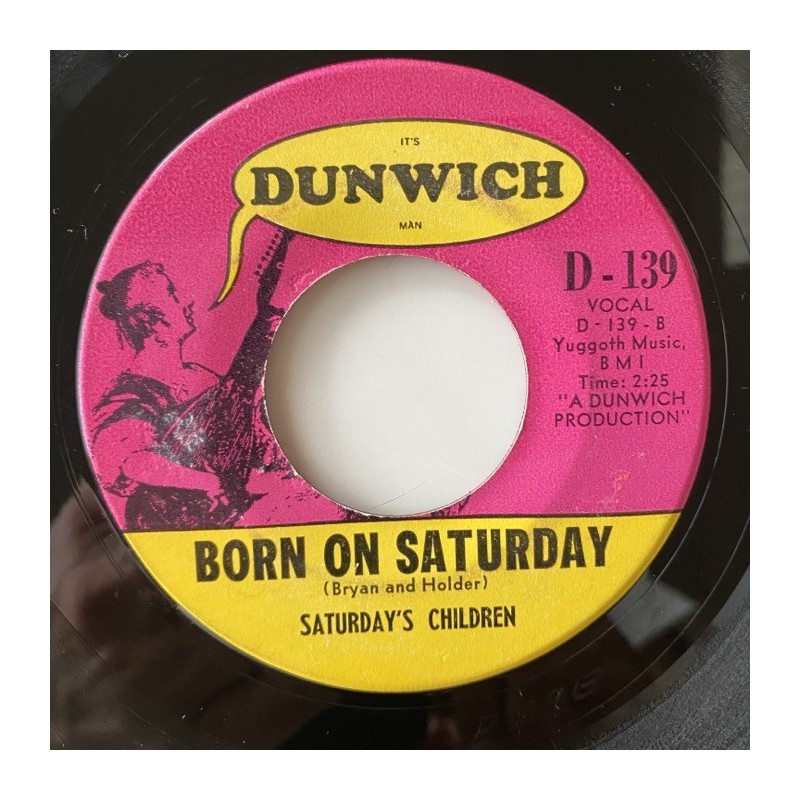 IT'S
DUNWICH
MAN
D-139
VOCAL
D-139-B
Yuggoth Music,
BMI
Time: 2:25
"A DUNWICH
PRODUCTION"
BORN ON SATURDAY
(Bryan and Holder)
SATURDAY'S CHILDREN